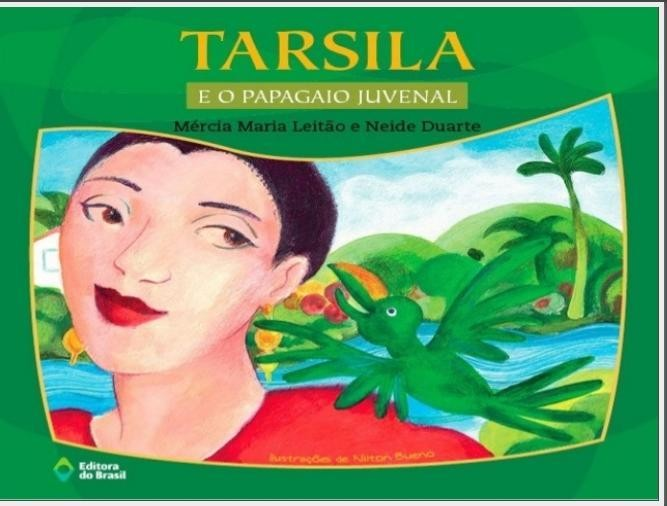 TARSILA
E O PAPAGAIO JUVENAL
Mércia Maria Leitão e Neide Duarte
Ilustrações de Nilton Bueno
Editora
do Brasil